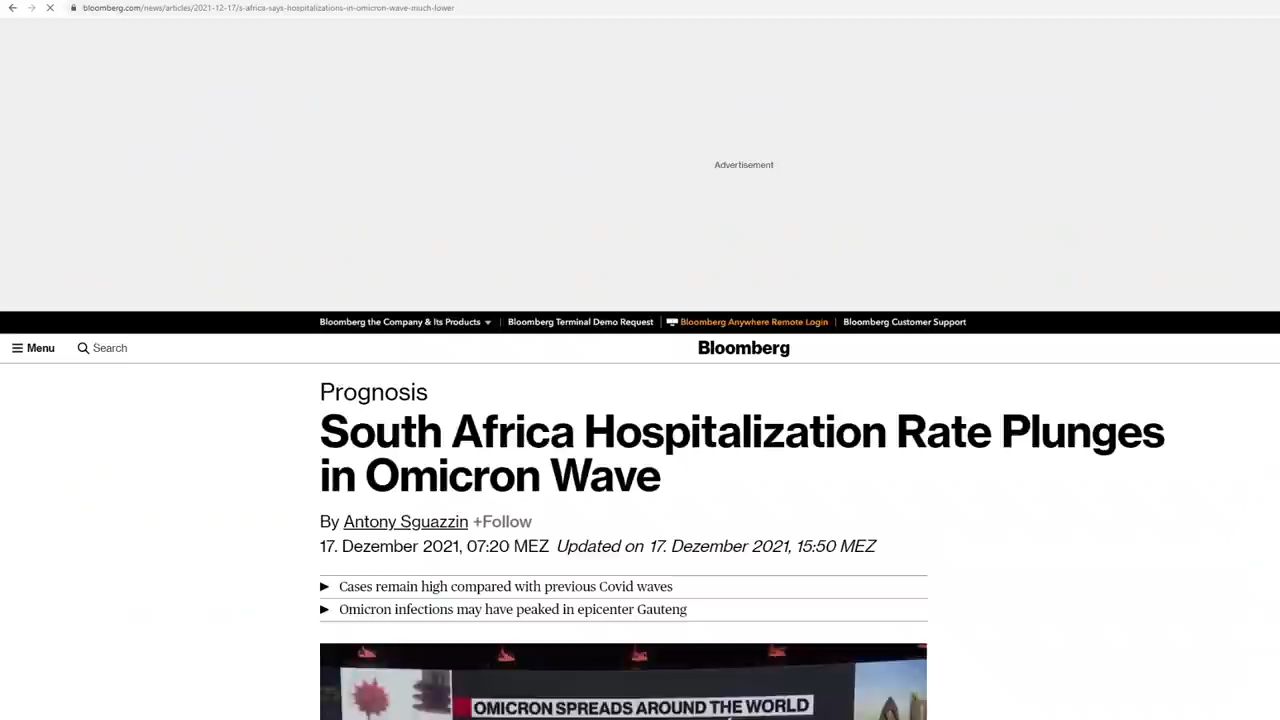 bloomberg.com/news/articles/2021-12-17/s-africa-says-hospitalizations-in-omicron-wave-much-lower
Advertisement
Bloomberg the Company & Its Products
Bloomberg Terminal Demo Request
Bloomberg Anywhere Remote Login
Bloomberg Customer Support
Menu
Search
Bloomberg
Prognosis
South Africa Hospitalization Rate Plunges
in Omicron Wave
By Antony Sguazzin +Follow
17. Dezember 2021, 07:20 MEZ Updated on 17. Dezember 2021, 15:50 MEZ
Cases remain high compared with previous Covid waves
Omicron infections may have peaked in epicenter Gauteng
OMICRON SPREADS AROUND THE WORLD